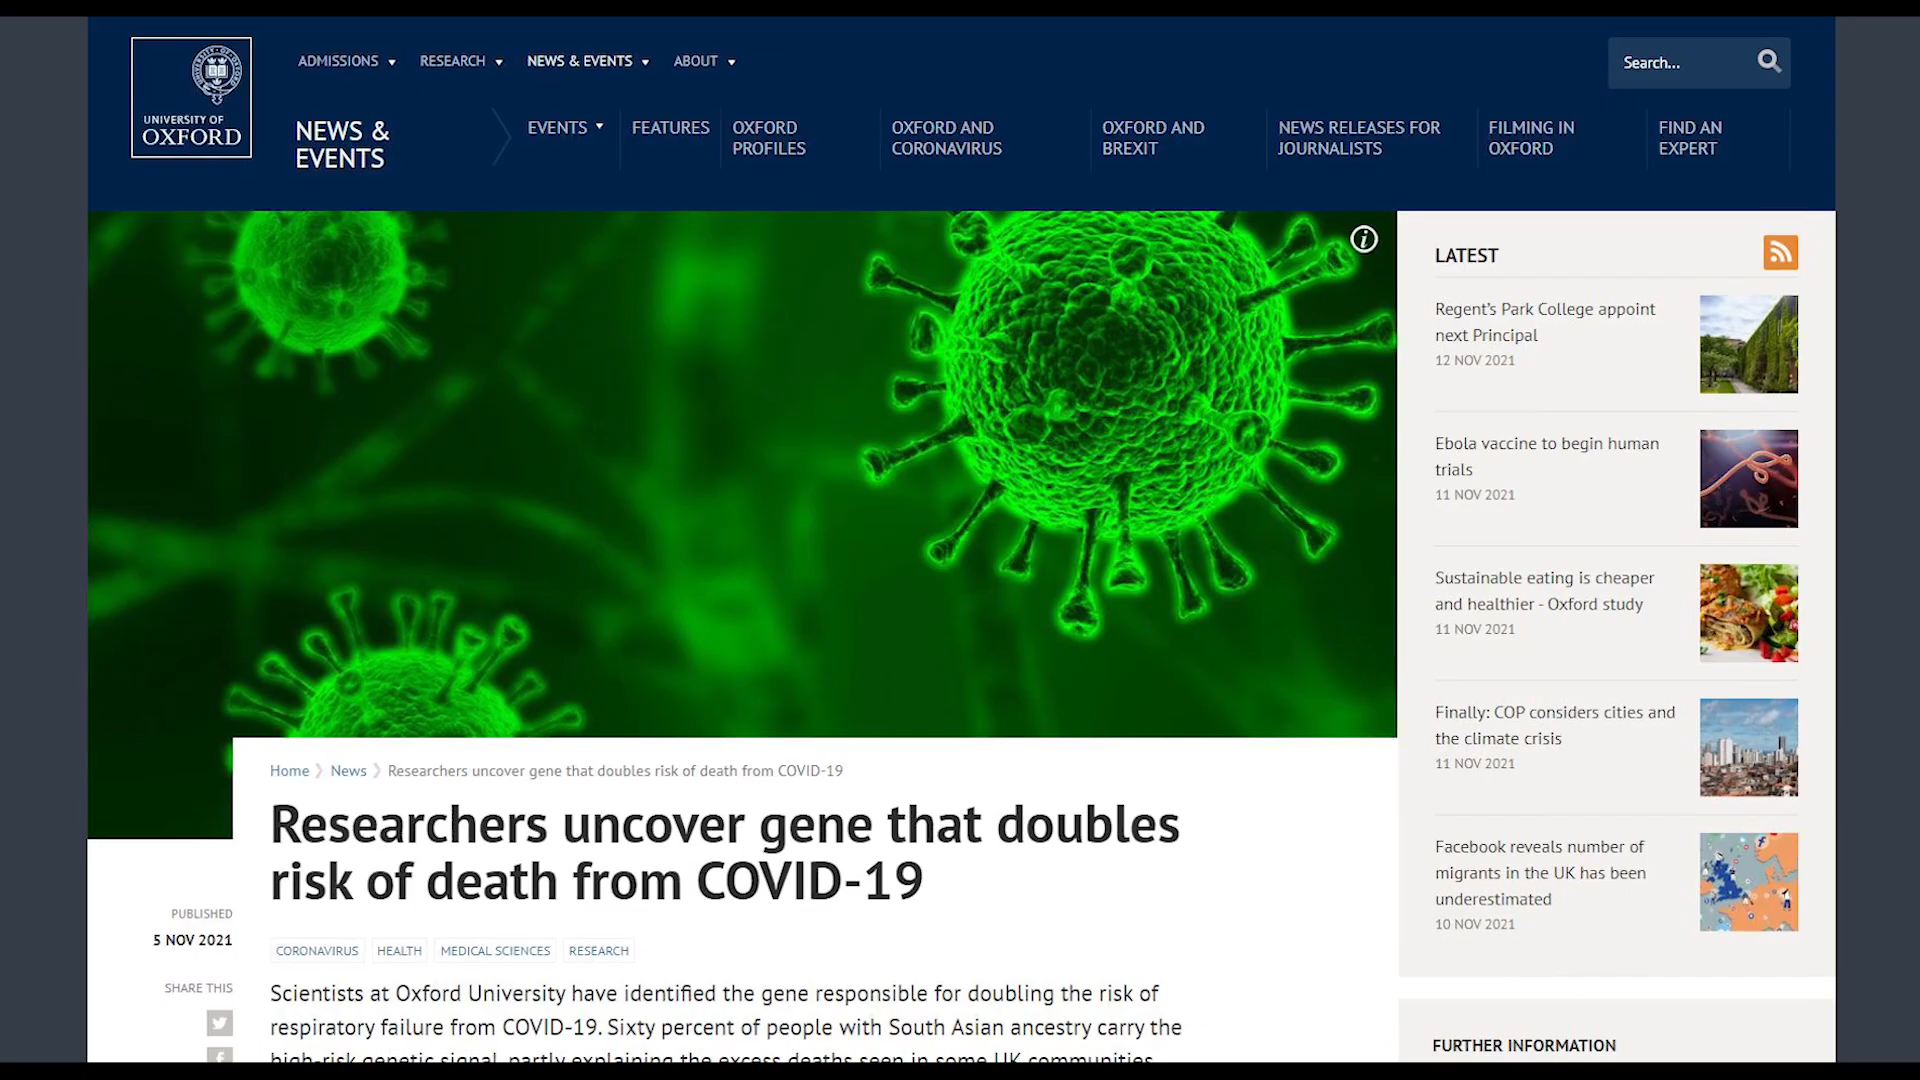 ADMISSIONS
RESEARCH
NEWS & EVENTS
ABOUT
Search...
UNIVERSITY OF
OXFORD
NEWS &
EVENTS
EVENTS
FEATURES
OXFORD
PROFILES
OXFORD AND
CORONAVIRUS
OXFORD AND
BREXIT
NEWS RELEASES FOR
JOURNALISTS
FILMING IN
OXFORD
FIND AN
EXPERT
Home
News
Researchers uncover gene that doubles risk of death from COVID-19
Researchers uncover gene that doubles
risk of death from COVID-19
PUBLISHED
5 NOV 2021
SHARE THIS
CORONAVIRUS
HEALTH
MEDICAL SCIENCES
RESEARCH
Scientists at Oxford University have identified the gene responsible for doubling the risk of
respiratory failure from COVID-19. Sixty percent of people with South Asian ancestry carry the
high-risk genetic signal, partly explaining the excess deaths seen in some UK communities,
LATEST
Regent’s Park College appoint
next Principal
12 NOV 2021
Ebola vaccine to begin human
trials
11 NOV 2021
Sustainable eating is cheaper
and healthier - Oxford study
11 NOV 2021
Finally: COP considers cities and
the climate crisis
11 NOV 2021
Facebook reveals number of
migrants in the UK has been
underestimated
10 NOV 2021
FURTHER INFORMATION